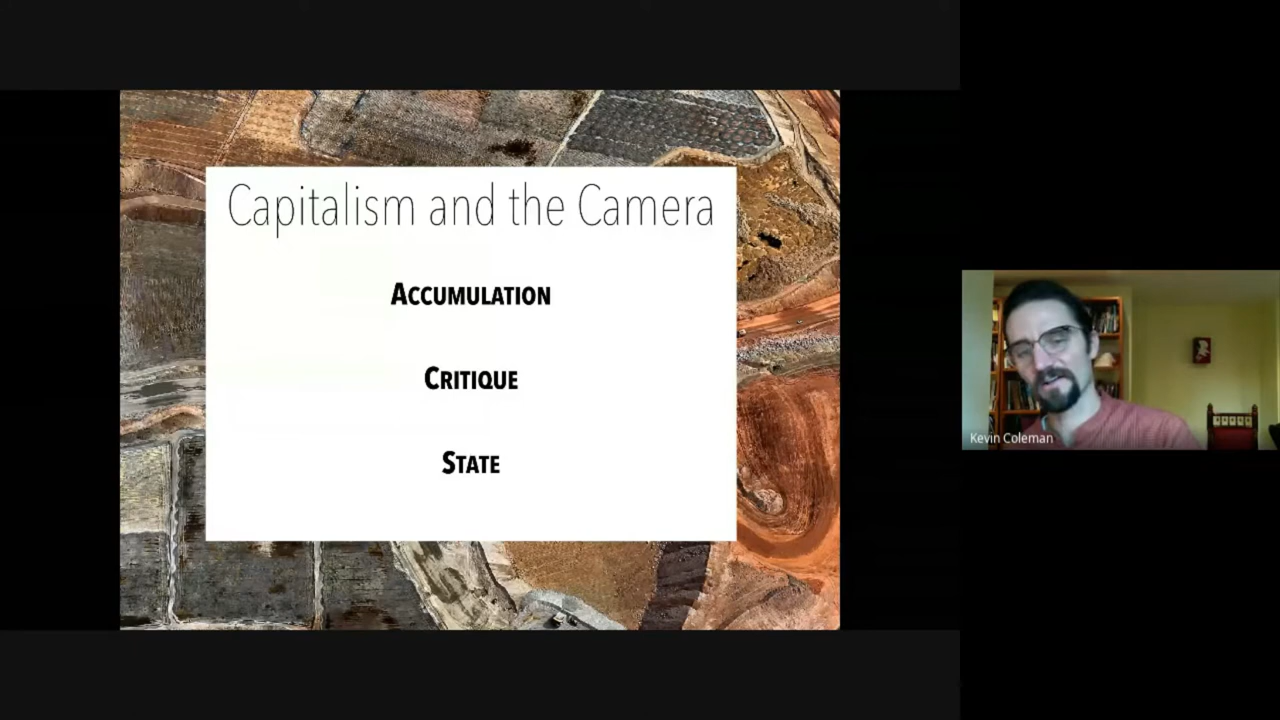 Capitalism and the Camera
ACCUMULATION
CRITIQUE
STATE
Kevin Coleman